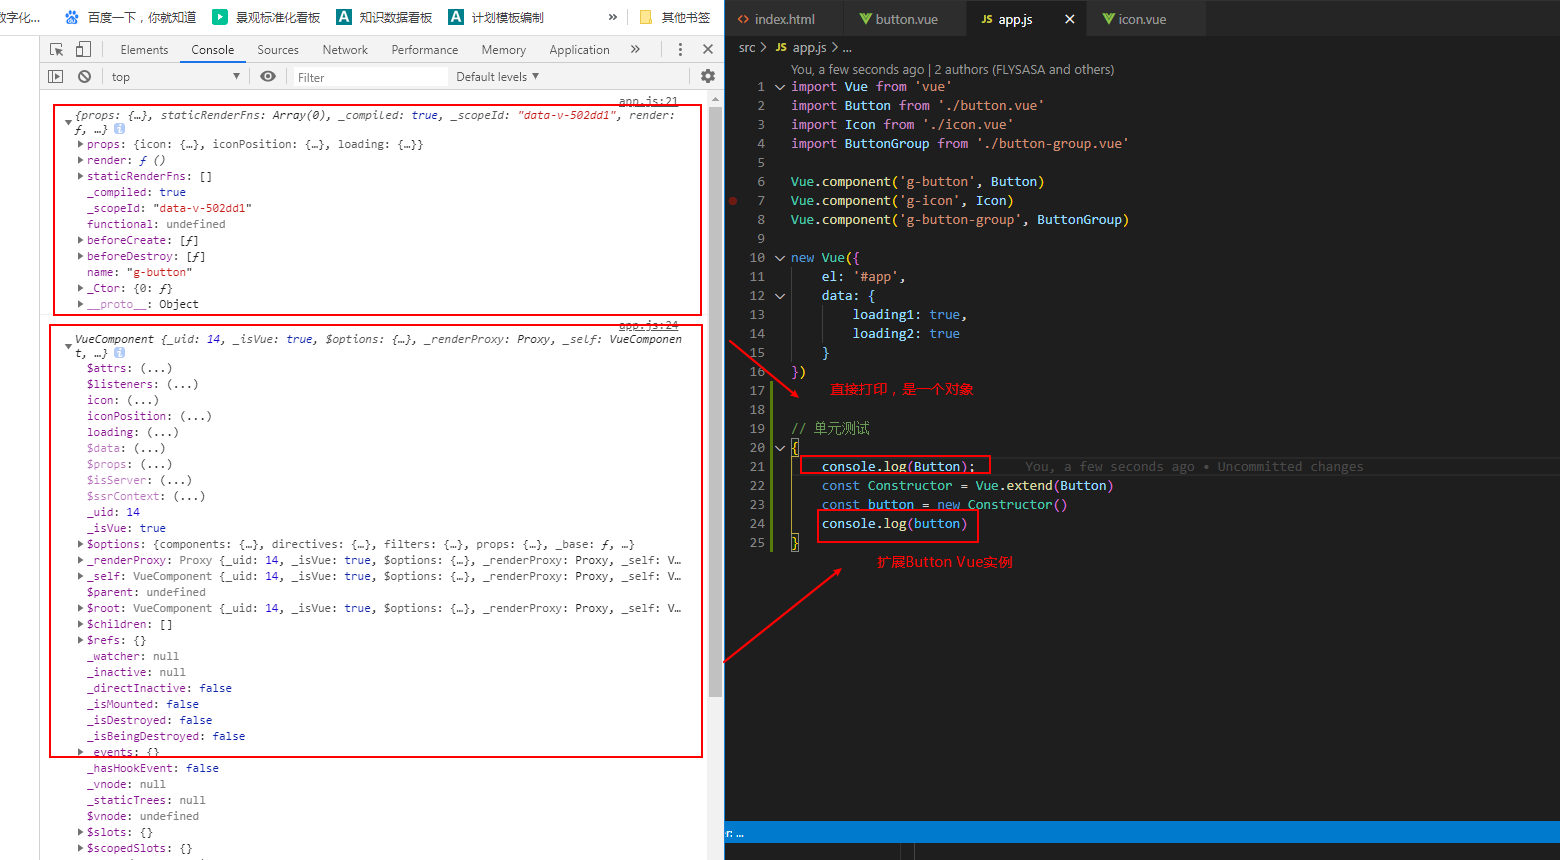 数字化...
百度一下，你就知道
景观标准化看板
知识数据看板
计划模板编制
»
其他书签
Elements
Console
Sources
Network
Performance
Memory
Application
»
top
Filter
Default levels ▼
app.js:21
{props: {…}, staticRenderFns: Array(0), _compiled: true, _scopeId: "data-v-502dd1", render:
ƒ, …}
props: {icon: {…}, iconPosition: {…}, loading: {…}}
render: ƒ ()
staticRenderFns: []
_compiled: true
_scopeId: "data-v-502dd1"
functional: undefined
beforeCreate: [ƒ]
beforeDestroy: [ƒ]
name: "g-button"
_Ctor: {0: ƒ}
__proto__: Object
app.js:24
VueComponent {_uid: 14, _isVue: true, $options: {…}, _renderProxy: Proxy, _self: VueComponen
t, …}
$attrs: (...)
$listeners: (...)
icon: (...)
iconPosition: (...)
loading: (...)
$data: (...)
$props: (...)
$isServer: (...)
$ssrContext: (...)
_uid: 14
_isVue: true
$options: {components: {…}, directives: {…}, filters: {…}, props: {…}, _base: ƒ, …}
_renderProxy: Proxy {_uid: 14, _isVue: true, $options: {…}, _renderProxy: Proxy, _self: V…
_self: VueComponent {_uid: 14, _isVue: true, $options: {…}, _renderProxy: Proxy, _self: V…
$parent: undefined
$root: VueComponent {_uid: 14, _isVue: true, $options: {…}, _renderProxy: Proxy, _self: V…
$children: []
$refs: {}
_watcher: null
_inactive: null
_directInactive: false
_isMounted: false
_isDestroyed: false
_isBeingDestroyed: false
_events: {}
_hasHookEvent: false
_vnode: null
_staticTrees: null
$vnode: undefined
$slots: {}
$scopedSlots: {}
index.html
button.vue
JS app.js
icon.vue
src > JS app.js > ...
You, a few seconds ago | 2 authors (FLYSASA and others)
1 import Vue from 'vue'
2 import Button from './button.vue'
3 import Icon from './icon.vue'
4 import ButtonGroup from './button-group.vue'
5
6 Vue.component('g-button', Button)
7 Vue.component('g-icon', Icon)
8 Vue.component('g-button-group', ButtonGroup)
9
10 new Vue({
11 el: '#app',
12 data: {
13 loading1: true,
14 loading2: true
15 }
16 })
17 直接打印，是一个对象
18
19 // 单元测试
20 {
21 console.log(Button); You, a few seconds ago • Uncommitted changes
22 const Constructor = Vue.extend(Button)
23 const button = new Constructor()
24 console.log(button)
25 }
扩展Button Vue实例